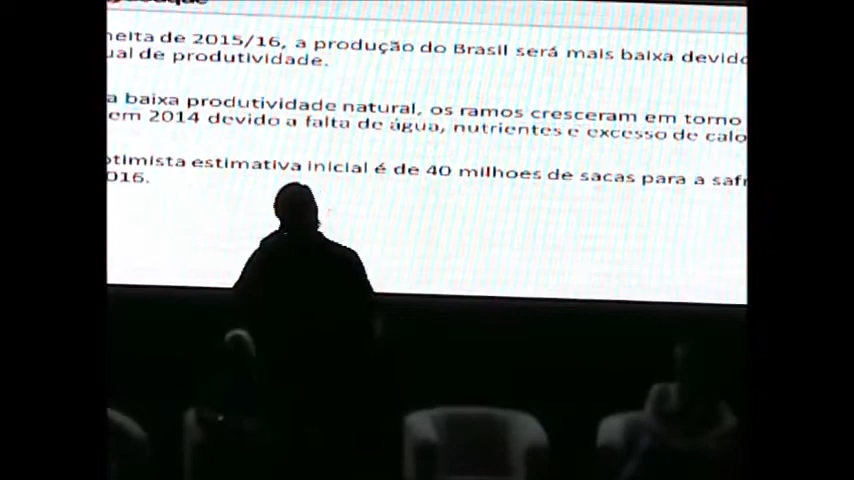 heita de 2015/16, a produção do Brasil será mais baixa devido
ual de produtividade.
a baixa produtividade natural, os ramos cresceram em torno
em 2014 devido a falta de água, nutrientes e excesso de calo
otimista estimativa inicial é de 40 milhoes de sacas para a safr
016.